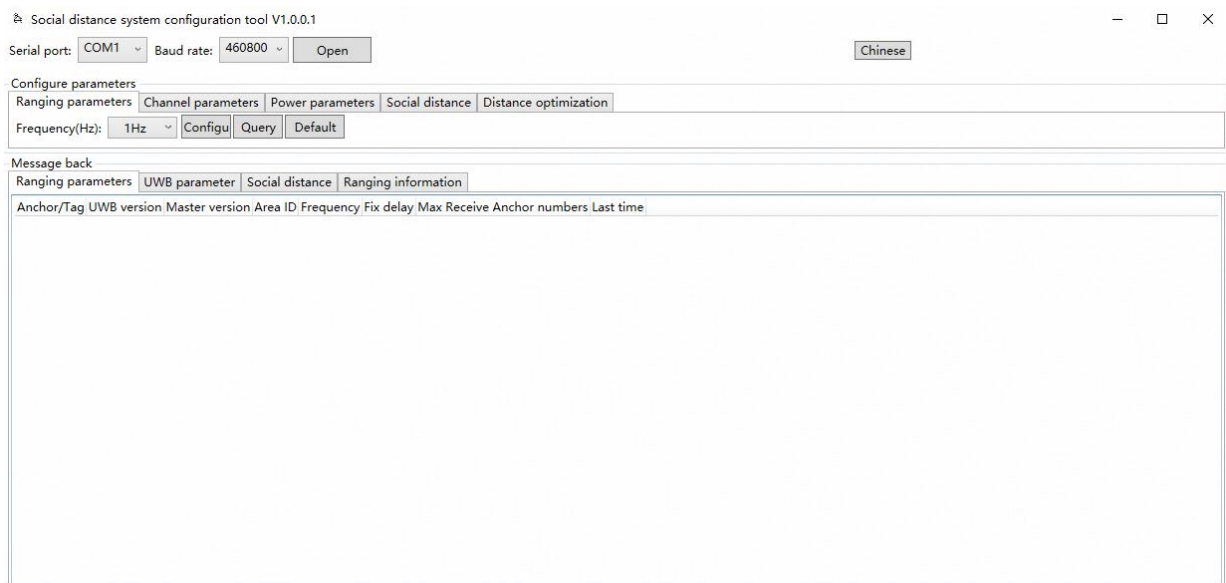 Social distance system configuration tool V1.0.0.1
Serial port: COM1 Baud rate: 460800 Open Chinese
Configure parameters
Ranging parameters Channel parameters Power parameters Social distance Distance optimization
Frequency(Hz): 1Hz Configu Query Default
Message back
Ranging parameters UWB parameter Social distance Ranging information
Anchor/Tag UWB version Master version Area ID Frequency Fix delay Max Receive Anchor numbers Last time